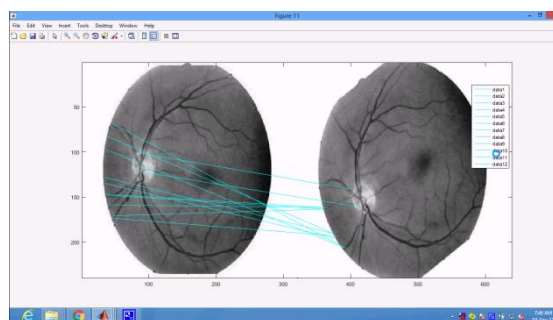 Figure 11
File Edit View Insert Tools Desktop Window Help
data1
data2
data3
data4
data5
data6
data7
data8
data9
data10
data11
data12
50
100
150
200
100 200 300 400 500 600